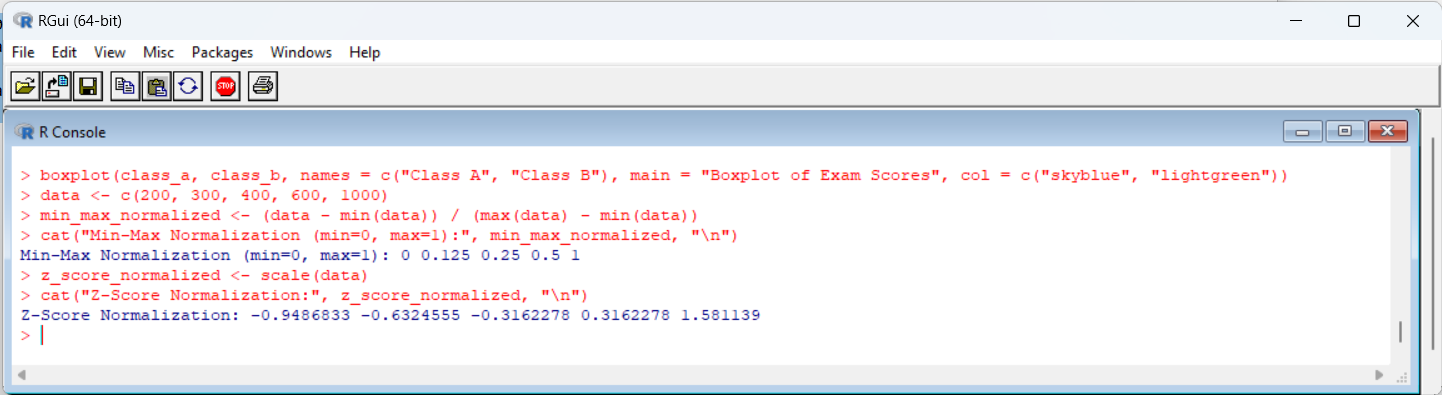 RGui (64-bit)
File Edit View Misc Packages Windows Help
STOP
R Console
> boxplot(class_a, class_b, names = c("Class A", "Class B"), main = "Boxplot of Exam Scores", col = c("skyblue", "lightgreen"))
> data <- c(200, 300, 400, 600, 1000)
> min_max_normalized <- (data - min(data)) / (max(data) - min(data))
> cat("Min-Max Normalization (min=0, max=1):", min_max_normalized, "\n")
Min-Max Normalization (min=0, max=1): 0 0.125 0.25 0.5 1
> z_score_normalized <- scale(data)
> cat("Z-Score Normalization:", z_score_normalized, "\n")
Z-Score Normalization: -0.9486833 -0.6324555 -0.3162278 0.3162278 1.581139
>